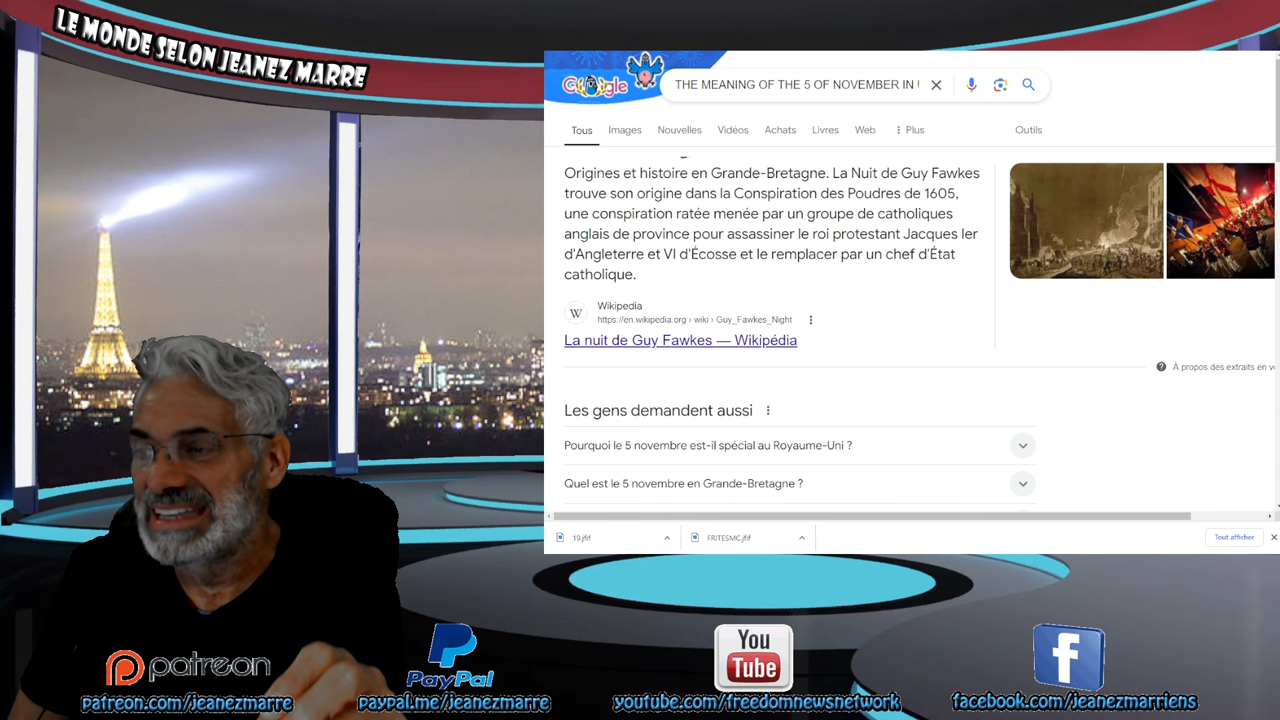 LE MONDE SELON JEANEZ MARRE
Google
THE MEANING OF THE 5 OF NOVEMBER IN
Tous
Images
Nouvelles
Vidéos
Achats
Livres
Web
Plus
Outils
Origines et histoire en Grande-Bretagne. La Nuit de Guy Fawkes
trouve son origine dans la Conspiration des Poudres de 1605,
une conspiration ratée menée par un groupe de catholiques
anglais de province pour assassiner le roi protestant Jacques Ier
d'Angleterre et VI d'Écosse et le remplacer par un chef d'État
catholique.
W
Wikipedia
https://en.wikipedia.org › wiki › Guy_Fawkes_Night
La nuit de Guy Fawkes — Wikipédia
À propos des extraits en
Les gens demandent aussi
Pourquoi le 5 novembre est-il spécial au Royaume-Uni ?
Quel est le 5 novembre en Grande-Bretagne ?
19.jfif
FRITESMC.jfif
Tout afficher
patreon
patreon.com/jeanezmarre
PayPal
paypal.me/jeanezmarre
You
Tube
youtube.com/freedomnewsnetwork
f
facebook.com/jeanezmarriens